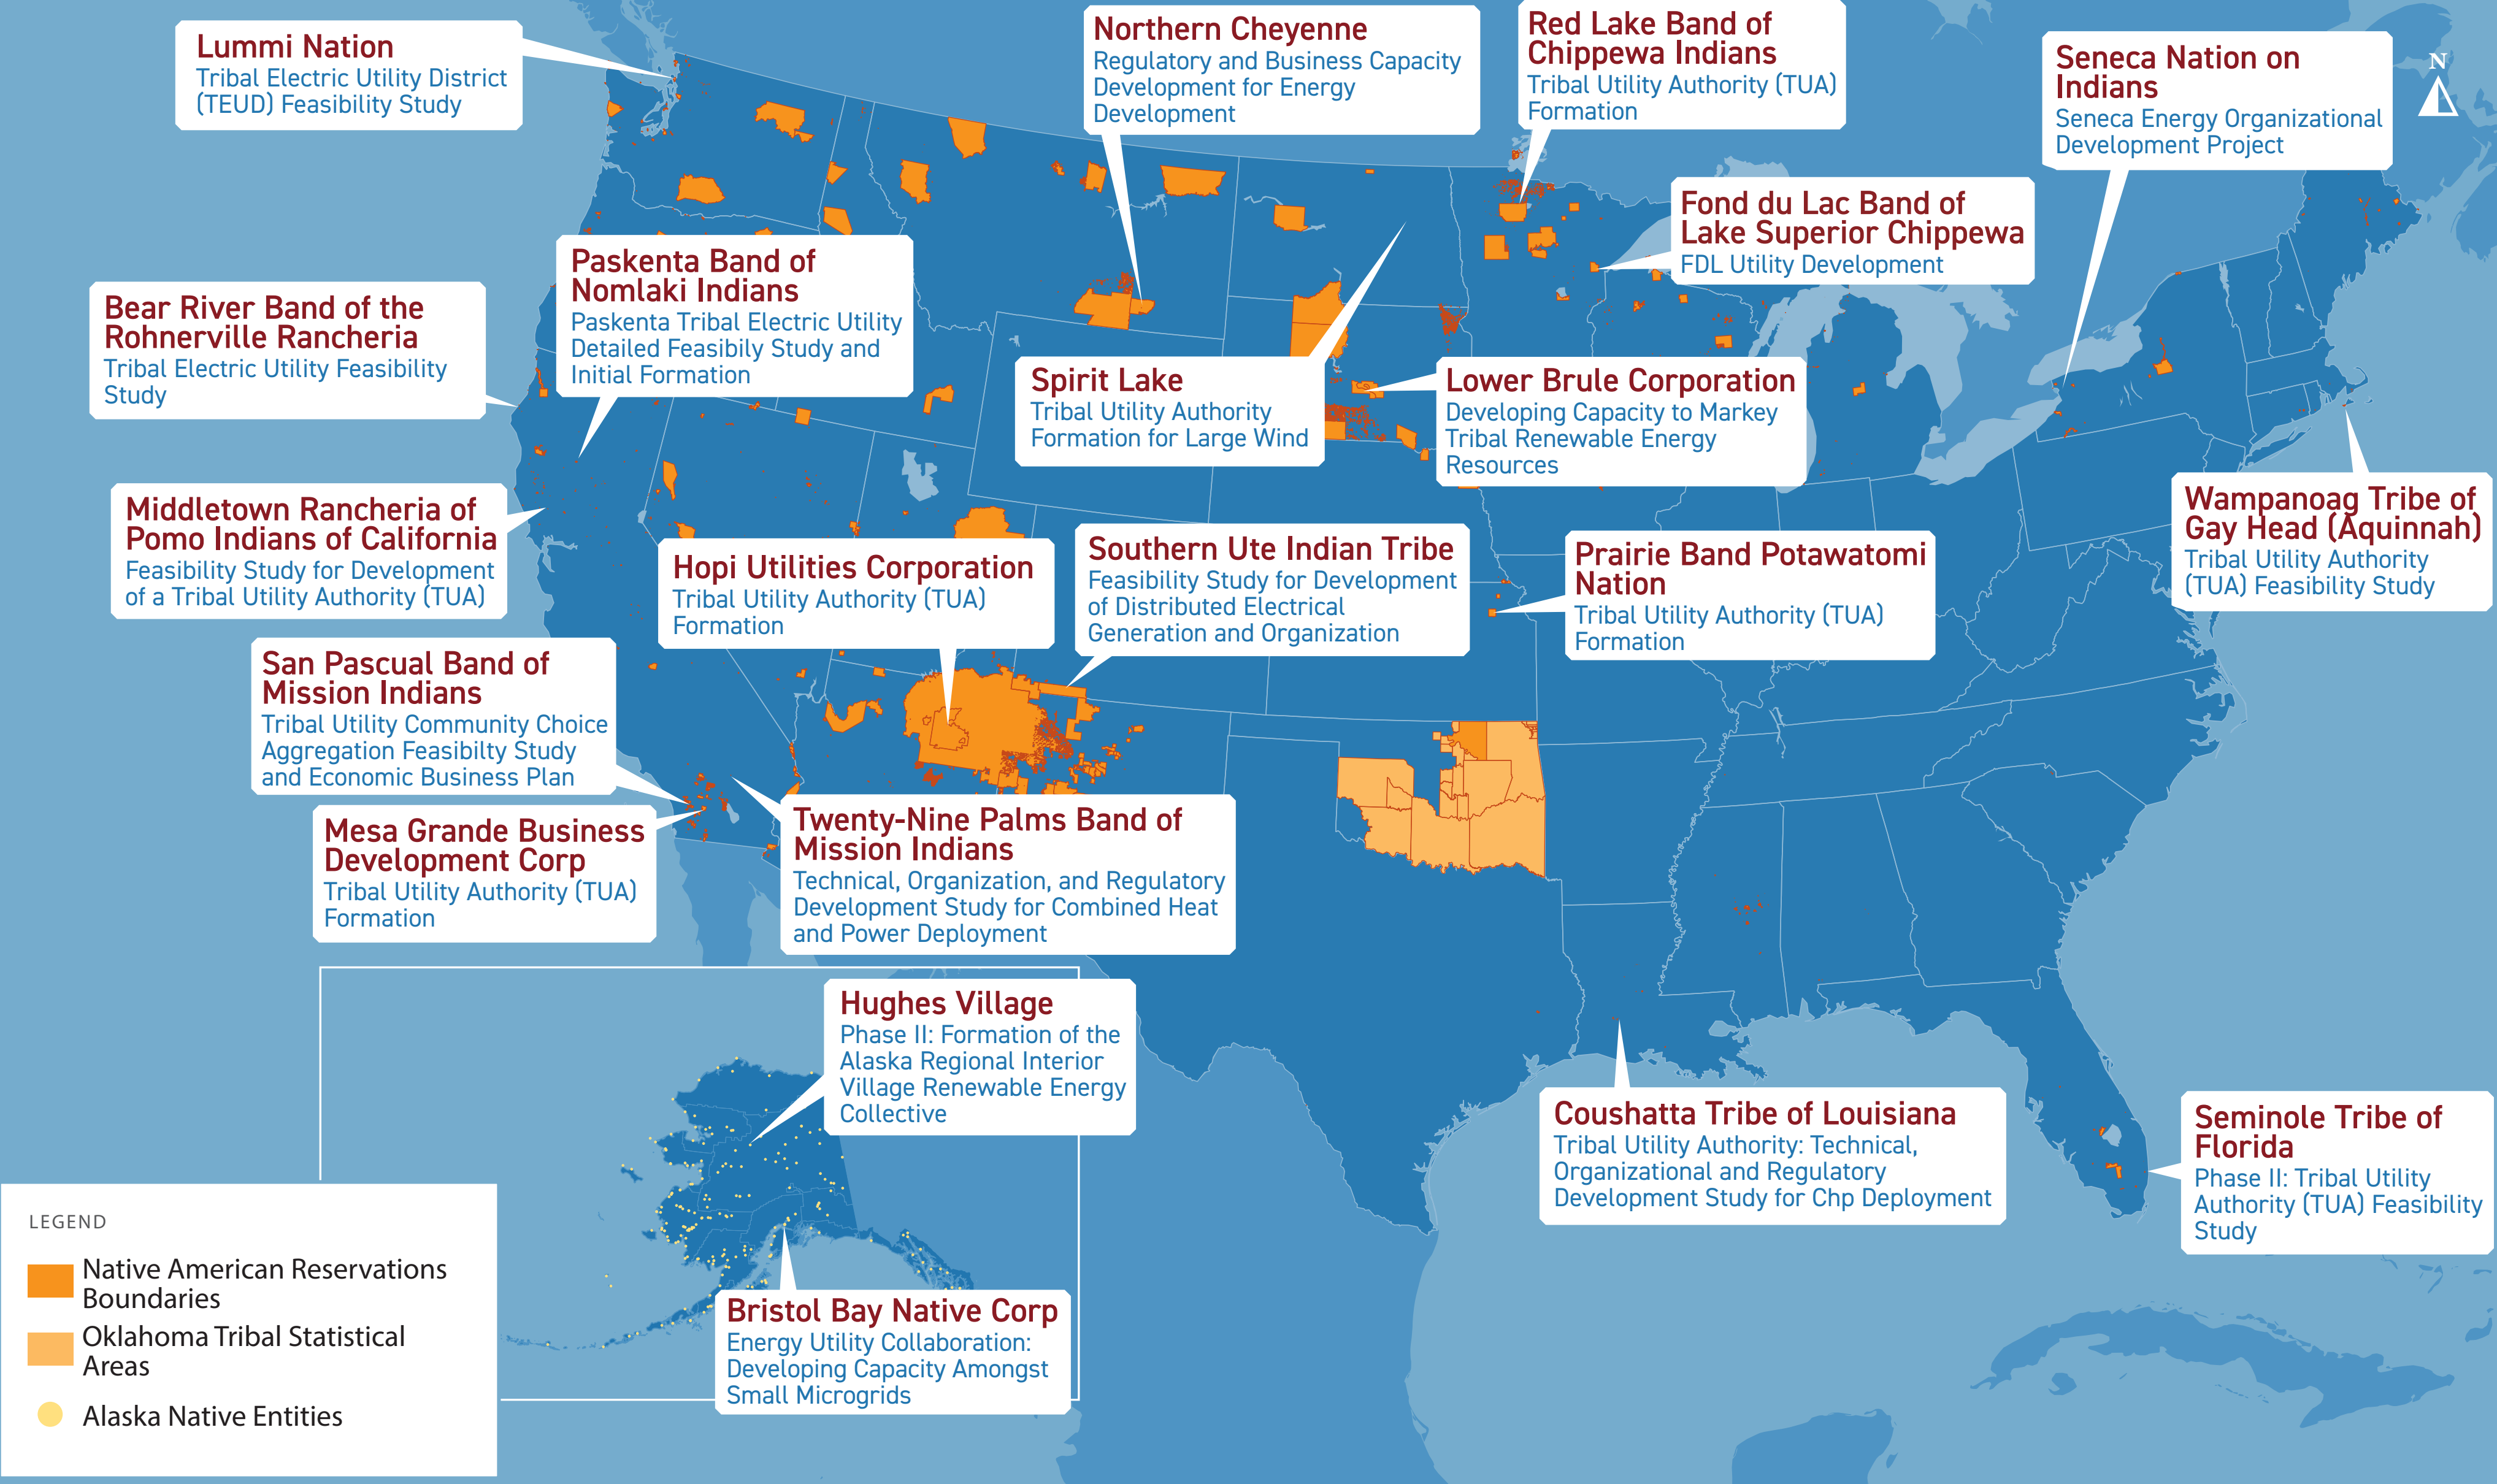 Lummi Nation
Tribal Electric Utility District
(TEUD) Feasibility Study
Northern Cheyenne
Regulatory and Business Capacity
Development for Energy
Development
Red Lake Band of
Chippewa Indians
Tribal Utility Authority (TUA)
Formation
Seneca Nation on
Indians
Seneca Energy Organizational
Development Project
N
Fond du Lac Band of
Lake Superior Chippewa
FDL Utility Development
Paskenta Band of
Nomlaki Indians
Paskenta Tribal Electric Utility
Detailed Feasibily Study and
Initial Formation
Bear River Band of the
Rohnerville Rancheria
Tribal Electric Utility Feasibility
Study
Spirit Lake
Tribal Utility Authority
Formation for Large Wind
Lower Brule Corporation
Developing Capacity to Markey
Tribal Renewable Energy
Resources
Middletown Rancheria of
Pomo Indians of California
Feasibility Study for Development
of a Tribal Utility Authority (TUA)
Hopi Utilities Corporation
Tribal Utility Authority (TUA)
Formation
Southern Ute Indian Tribe
Feasibility Study for Development
of Distributed Electrical
Generation and Organization
Prairie Band Potawatomi
Nation
Tribal Utility Authority (TUA)
Formation
Wampanoag Tribe of
Gay Head (Aquinnah)
Tribal Utility Authority
(TUA) Feasibility Study
San Pascual Band of
Mission Indians
Tribal Utility Community Choice
Aggregation Feasibilty Study
and Economic Business Plan
Mesa Grande Business
Development Corp
Tribal Utility Authority (TUA)
Formation
Twenty-Nine Palms Band of
Mission Indians
Technical, Organization, and Regulatory
Development Study for Combined Heat
and Power Deployment
Hughes Village
Phase II: Formation of the
Alaska Regional Interior
Village Renewable Energy
Collective
Coushatta Tribe of Louisiana
Tribal Utility Authority: Technical,
Organizational and Regulatory
Development Study for Chp Deployment
Seminole Tribe of
Florida
Phase II: Tribal Utility
Authority (TUA) Feasibility
Study
Bristol Bay Native Corp
Energy Utility Collaboration:
Developing Capacity Amongst
Small Microgrids
LEGEND
Native American Reservations
Boundaries
Oklahoma Tribal Statistical
Areas
Alaska Native Entities